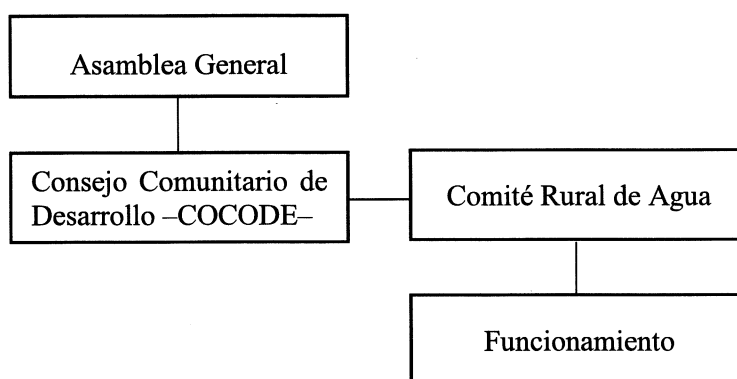 Asamblea General
Consejo Comunitario de
Desarrollo –COCODE–
Comité Rural de Agua
Funcionamiento